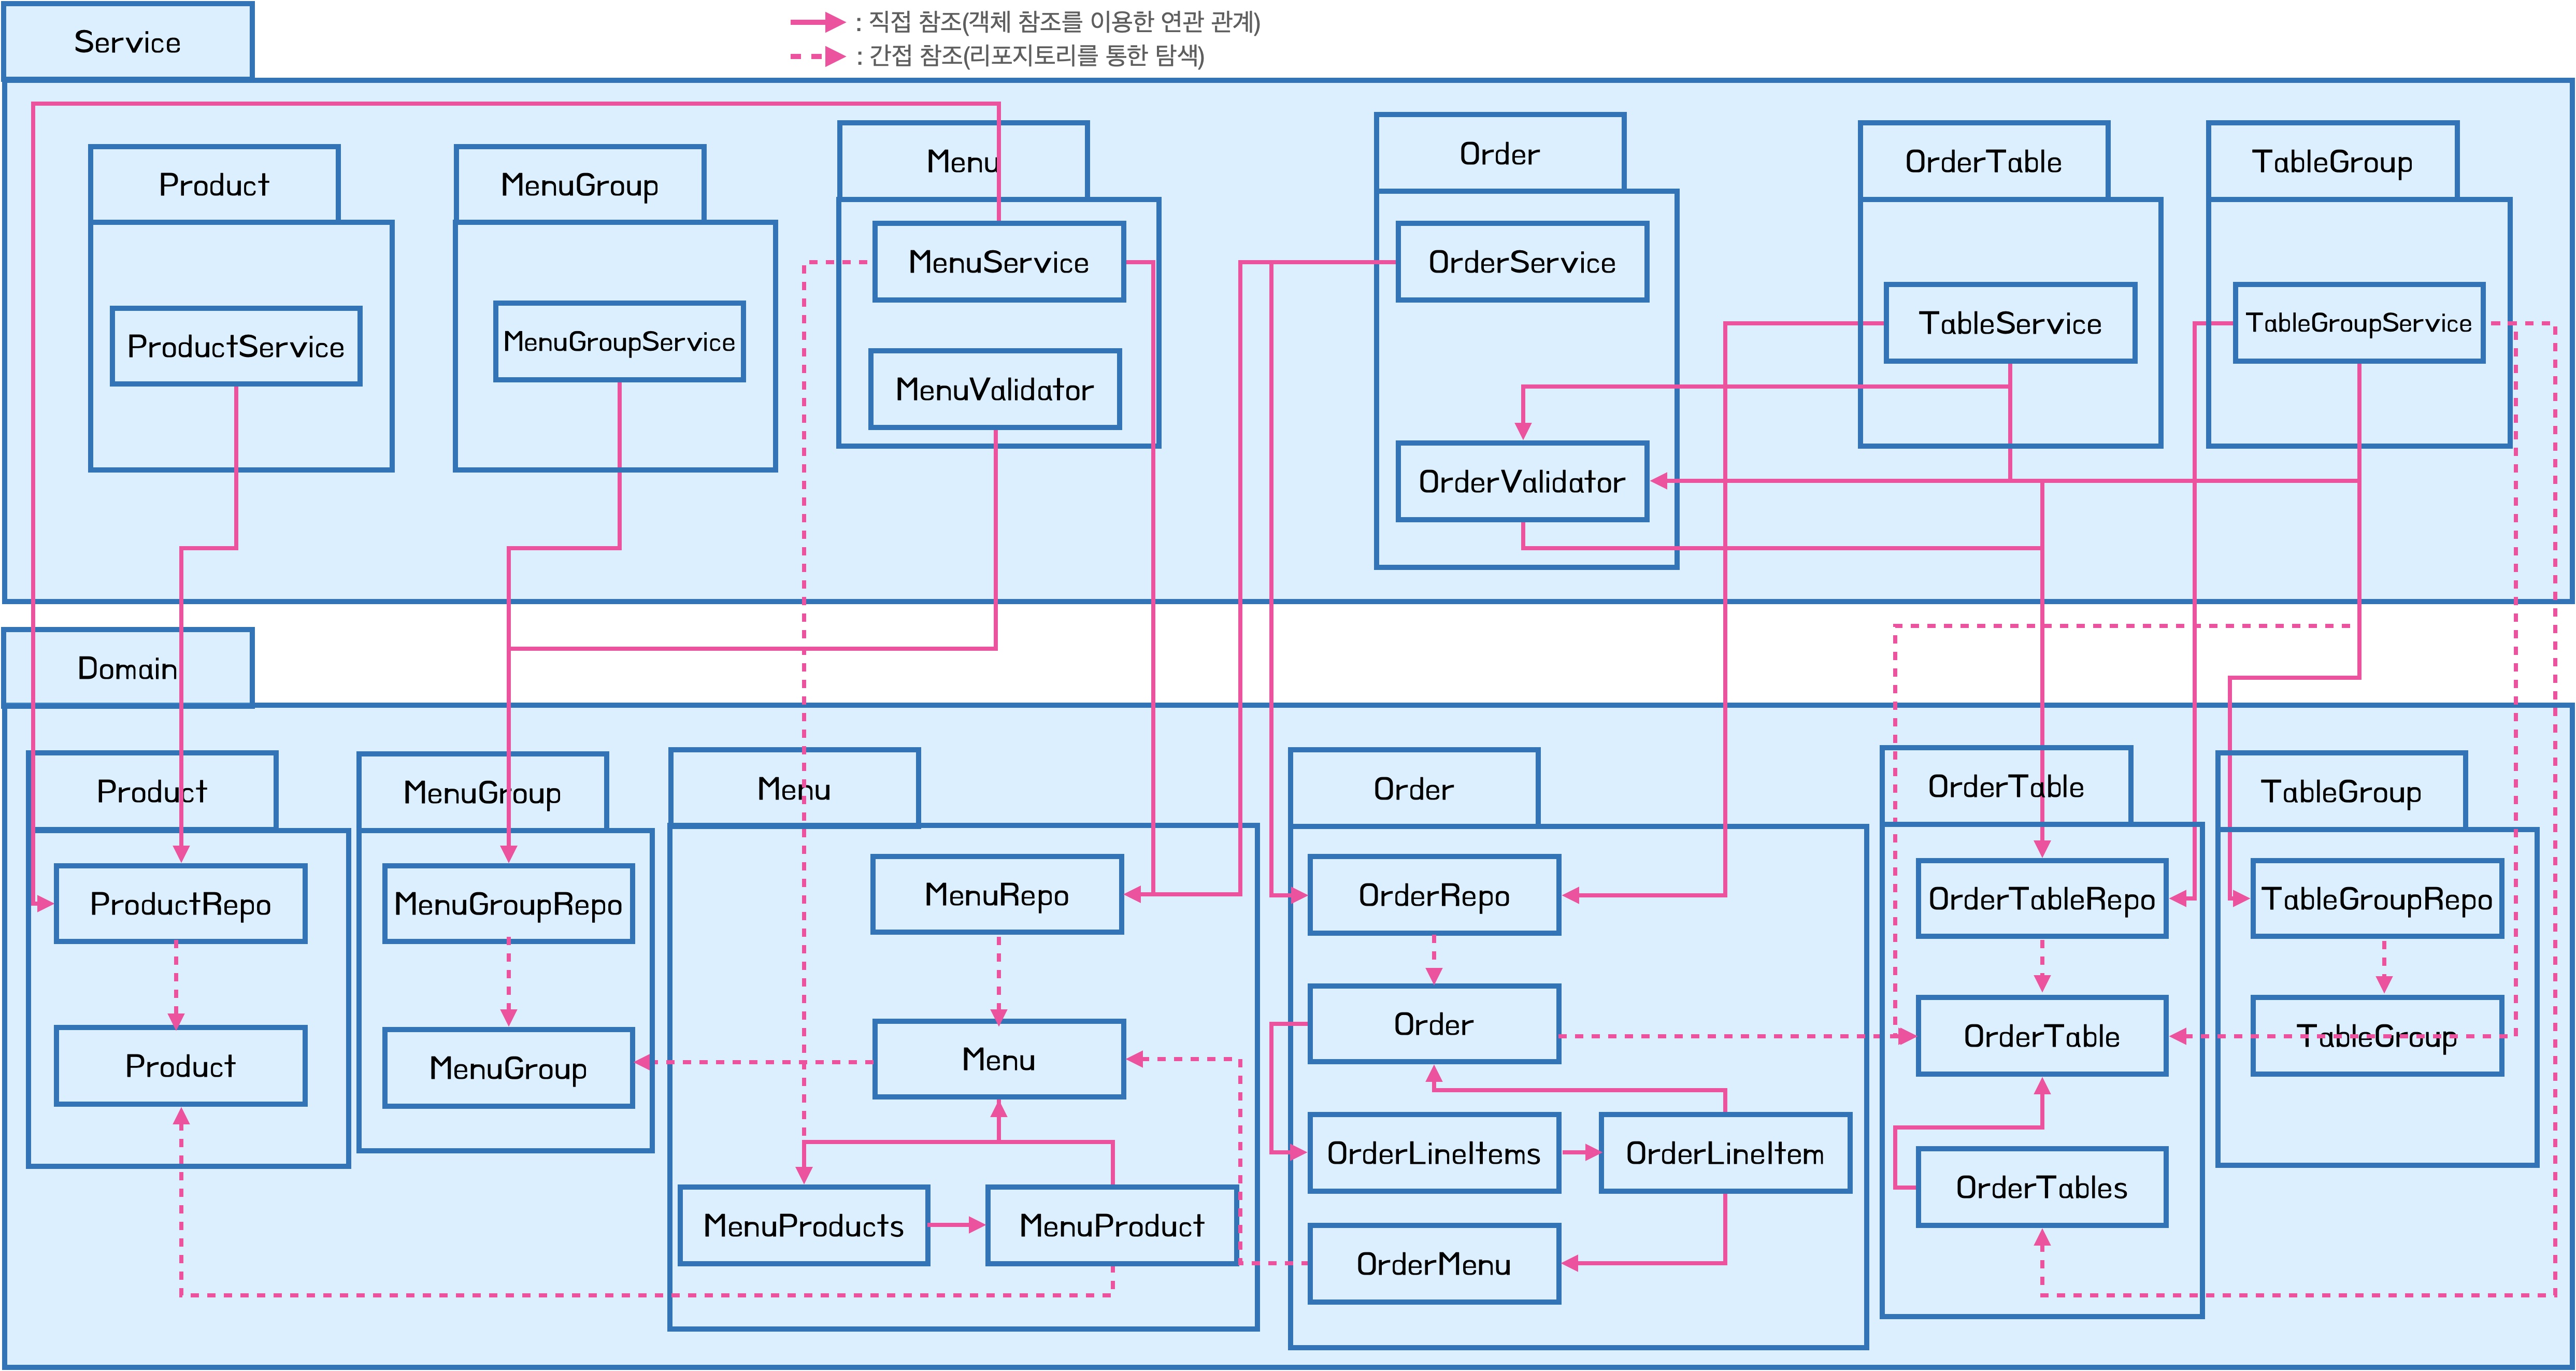 Service
: 직접 참조(객체 참조를 이용한 연관 관계)
: 간접 참조(리포지토리를 통한 탐색)
Product
MenuGroup
Menu
Order
OrderTable
TableGroup
ProductService
MenuGroupService
MenuService
MenuValidator
OrderService
OrderValidator
TableService
TableGroupService
Domain
Product
MenuGroup
Menu
Order
OrderTable
TableGroup
ProductRepo
Product
MenuGroupRepo
MenuGroup
MenuRepo
Menu
MenuProducts
MenuProduct
OrderRepo
Order
OrderLineItems
OrderLineItem
OrderMenu
OrderTableRepo
OrderTable
OrderTables
TableGroupRepo
TableGroup